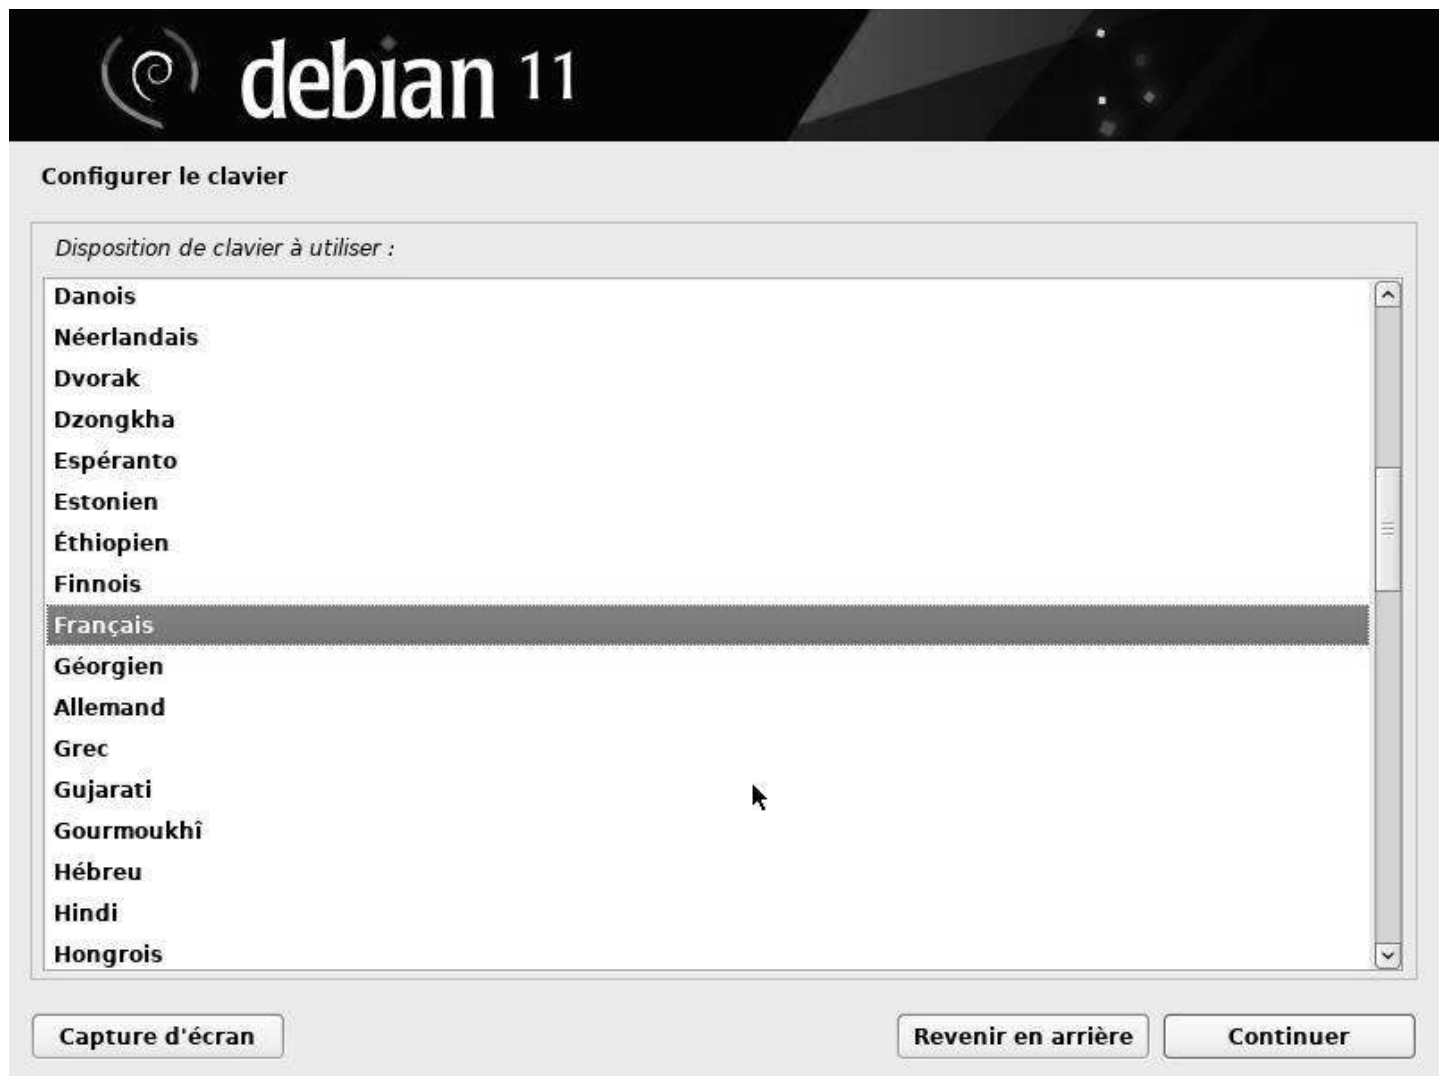 debian 11
Configurer le clavier
Disposition de clavier à utiliser :
Danois
Néerlandais
Dvorak
Dzongkha
Espéranto
Estonien
Éthiopien
Finnois
Français
Géorgien
Allemand
Grec
Gujarati
Gourmoukhî
Hébreu
Hindi
Hongrois
Capture d'écran
Revenir en arrière
Continuer